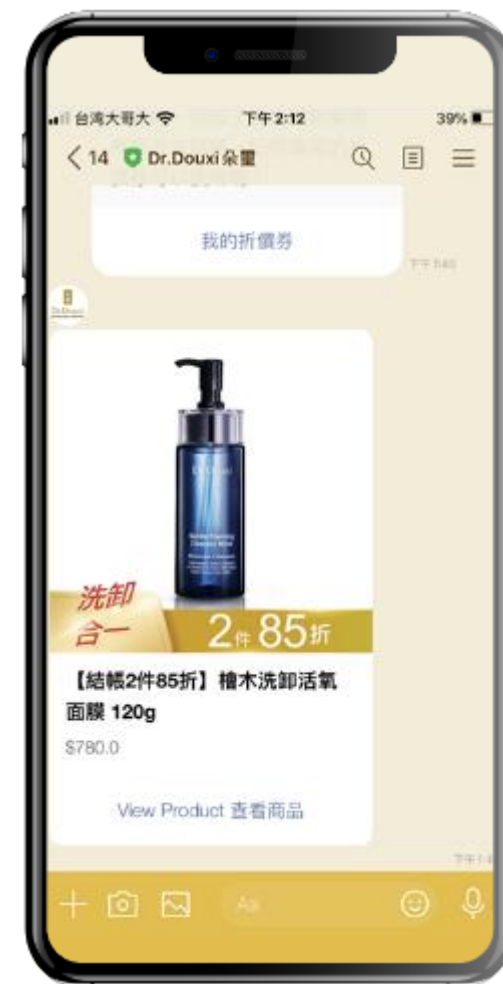 台湾大哥大
下午2:12
39%
14 Dr.Douxi 朵璽
我的折價券
洗卸
合一
2件85折
【結帳2件85折】檜木洗卸活氧
面膜 120g
$780.0
View Product 查看商品
Aa